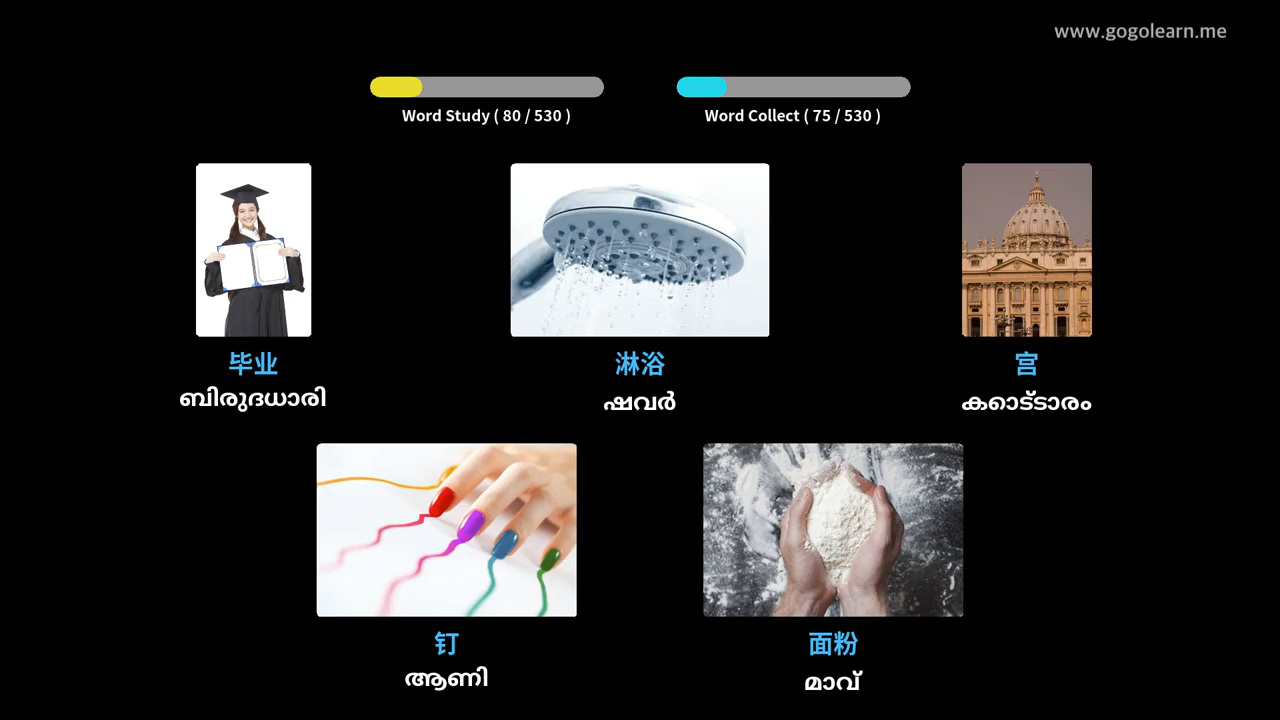 www.gogolearn.me
Word Study ( 80 / 530 )
Word Collect ( 75 / 530 )
毕业
ബിരുദധാരി
淋浴
ഷവർ
宫
കൊട്ടാരം
钉
ആണി
面粉
മാവ്